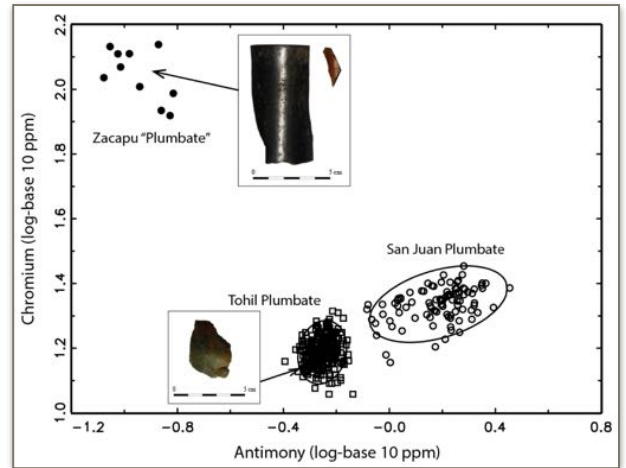 2.2
2.0
1.8
1.6
1.4
1.2
1.0
Chromium (log-base 10 ppm)
Zacapu "Plumbate"
0 5 cm
San Juan Plumbate
Tohil Plumbate
0 5 cm
−1.2 −0.8 −0.4 −0.0 0.4 0.8
Antimony (log-base 10 ppm)